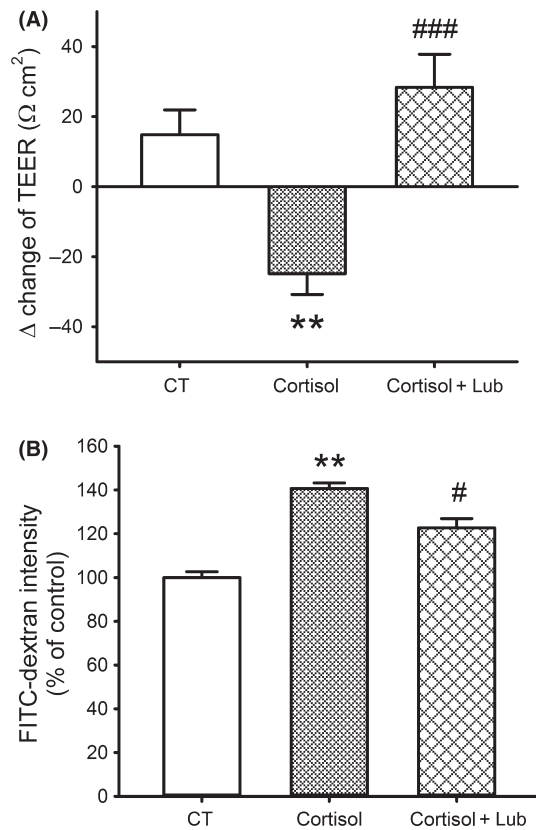 (A)
Δ change of TEER (Ω cm²)
40
20
0
–20
–40
###
**
CT
Cortisol
Cortisol + Lub
(B)
FITC-dextran intensity
(% of control)
160
140
120
100
80
60
40
20
0
**
#
CT
Cortisol
Cortisol + Lub